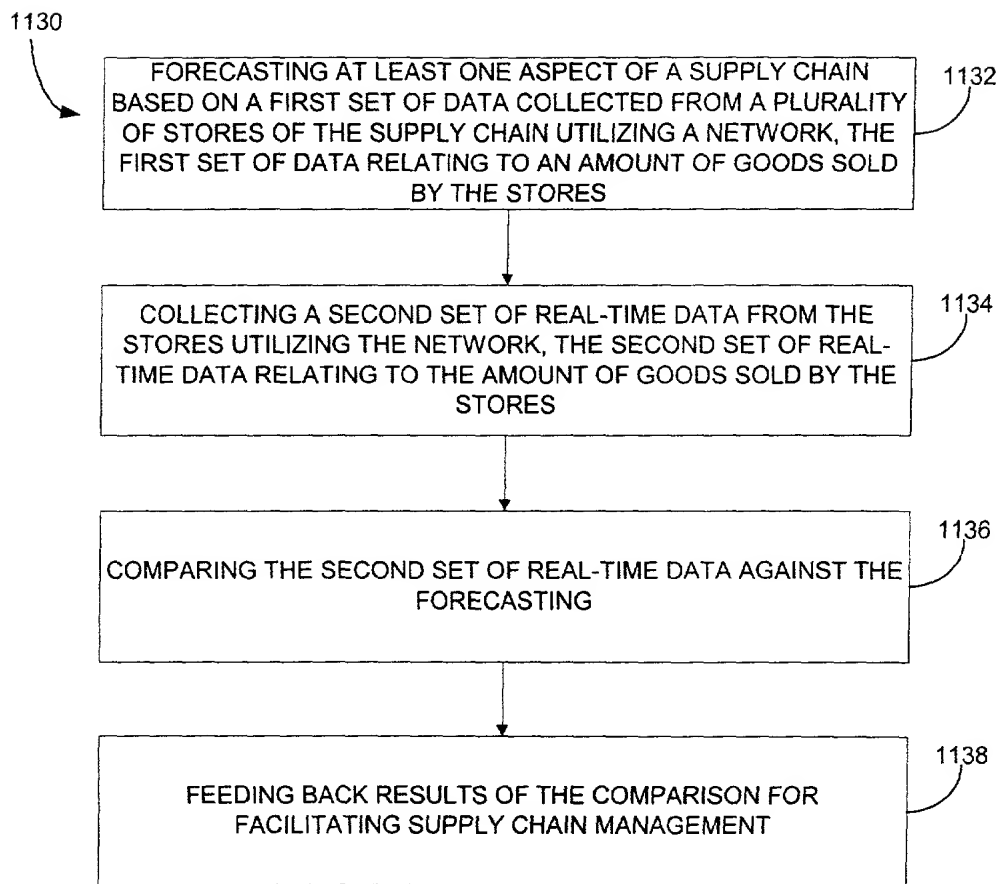 1130
FORECASTING AT LEAST ONE ASPECT OF A SUPPLY CHAIN
BASED ON A FIRST SET OF DATA COLLECTED FROM A PLURALITY
OF STORES OF THE SUPPLY CHAIN UTILIZING A NETWORK, THE
FIRST SET OF DATA RELATING TO AN AMOUNT OF GOODS SOLD
BY THE STORES
1132
COLLECTING A SECOND SET OF REAL-TIME DATA FROM THE
STORES UTILIZING THE NETWORK, THE SECOND SET OF REAL-
TIME DATA RELATING TO THE AMOUNT OF GOODS SOLD BY THE
STORES
1134
COMPARING THE SECOND SET OF REAL-TIME DATA AGAINST THE
FORECASTING
1136
FEEDING BACK RESULTS OF THE COMPARISON FOR
FACILITATING SUPPLY CHAIN MANAGEMENT
1138